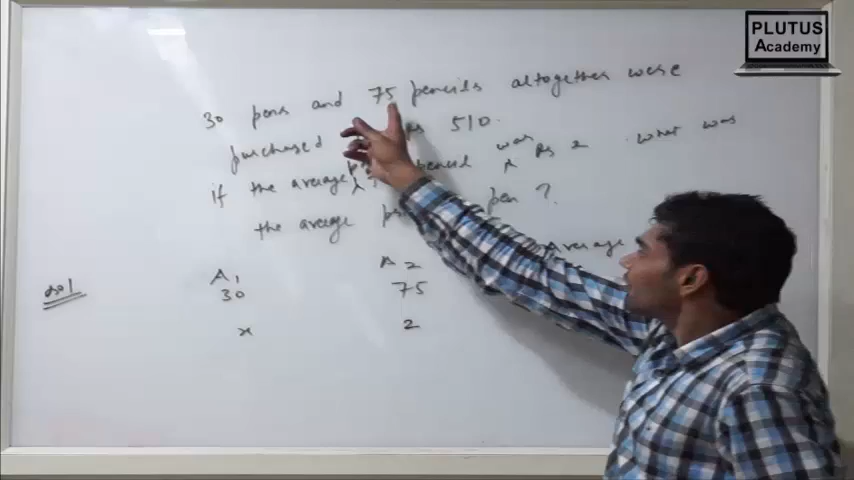 PLUTUS
Academy
30 pens and 75 pencils altogether were
purchased Rs 510.
if the average pencil was Rs 2 . what was
the average pen ?
Average
sol A1 A2
30 75
x 2